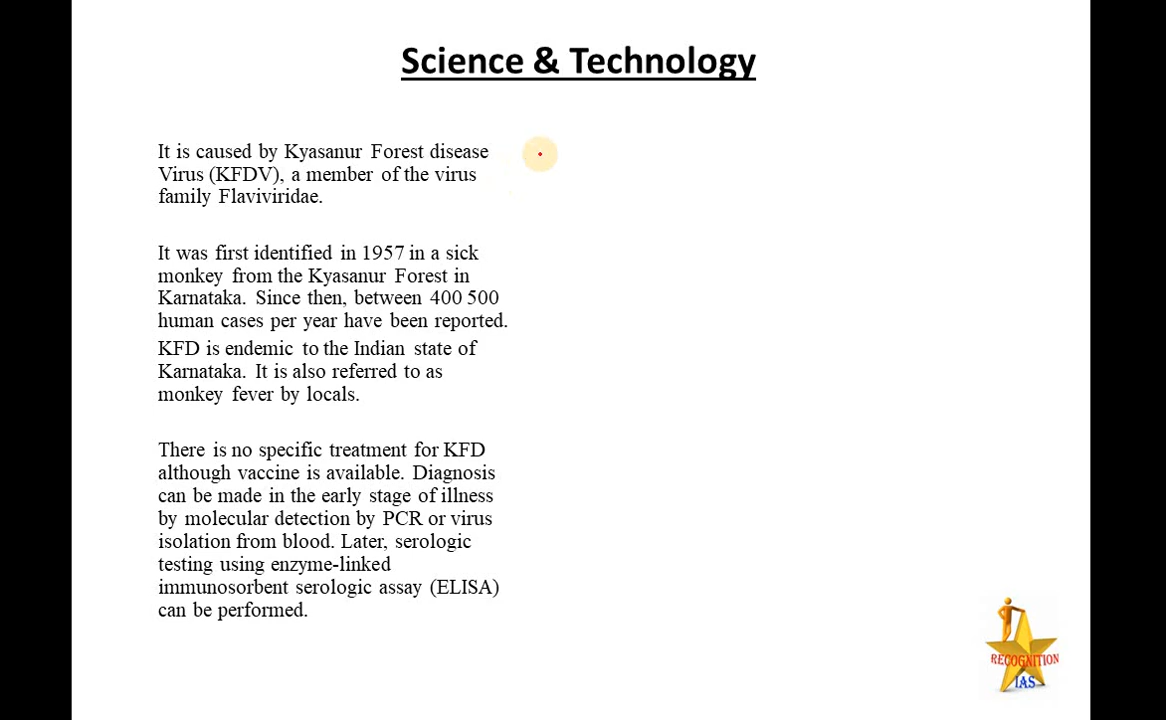 Science & Technology
It is caused by Kyasanur Forest disease
Virus (KFDV), a member of the virus
family Flaviviridae.
It was first identified in 1957 in a sick
monkey from the Kyasanur Forest in
Karnataka. Since then, between 400 500
human cases per year have been reported.
KFD is endemic to the Indian state of
Karnataka. It is also referred to as
monkey fever by locals.
There is no specific treatment for KFD
although vaccine is available. Diagnosis
can be made in the early stage of illness
by molecular detection by PCR or virus
isolation from blood. Later, serologic
testing using enzyme-linked
immunosorbent serologic assay (ELISA)
can be performed.
RECOGNITION
IAS